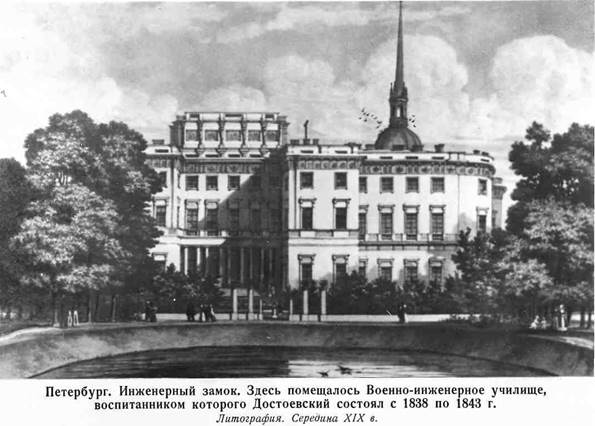 Петербург. Инженерный замок. Здесь помещалось Военно-инженерное училище,
воспитанником которого Достоевский состоял с 1838 по 1843 г.
Литография. Середина XIX в.